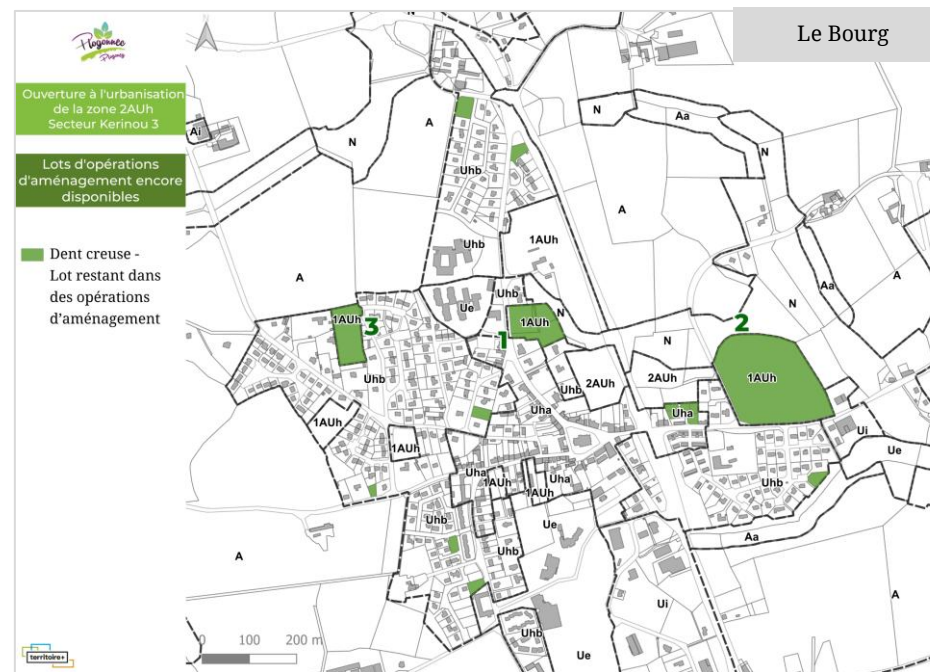 Le Bourg
Plogonnec
Ouverture à l'urbanisation
de la zone 2AUh
Secteur Kerinou 3
Lots d'opérations
d'aménagement encore
disponibles
Dent creuse -
Lot restant dans
des opérations
d'aménagement
territoire+
Ai
N
A
Uhb
N
Aa
N
A
Uhb
1AUh
A
A
Aa
Ue
Uhb
N
N
1AUh
3
1
1AUh
2
N
Uhb
Uhb
2AUh
2AUh
1AUh
Uha
Uha
1AUh
1AUh
Ui
Ue
Uha
1AUh
1AUh
Uha
Uhb
Uhb
Ue
Aa
A
Uhb
Ui
A
Uhb
Ue
0 100 200 m